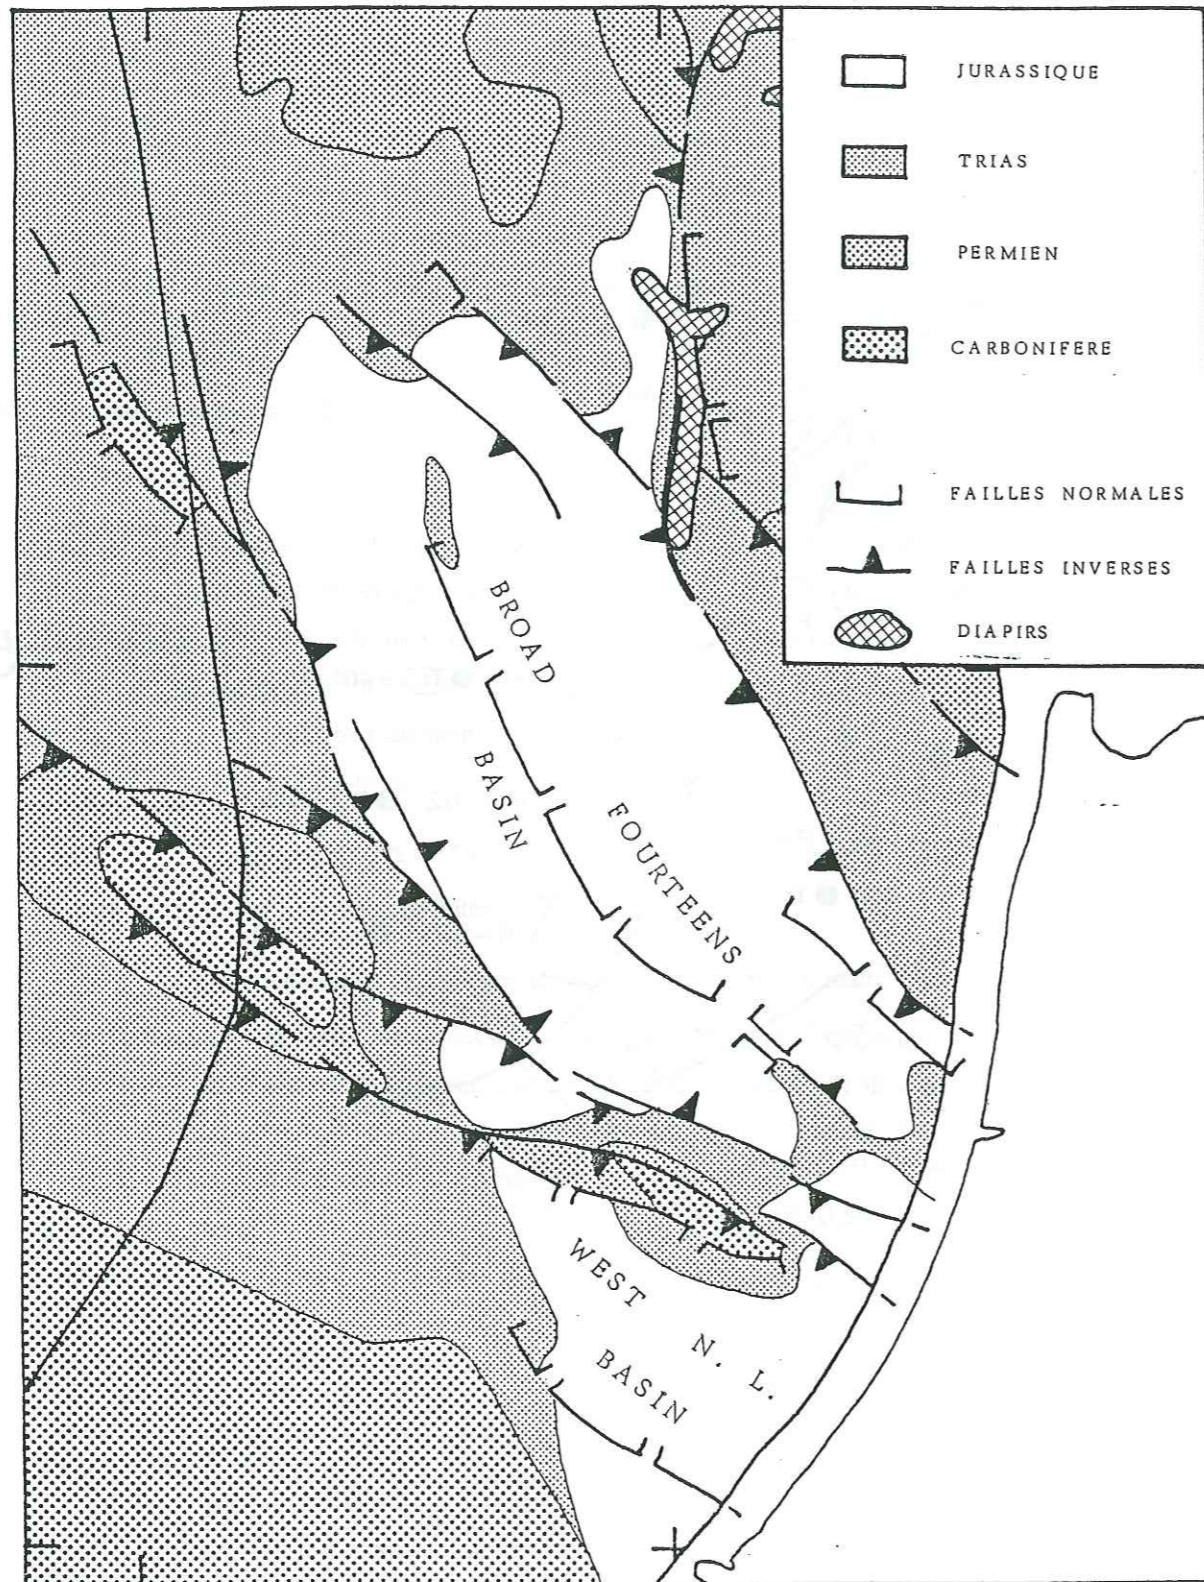 JURASSIQUE
TRIAS
PERMIEN
CARBONIFERE
FAILLES NORMALES
FAILLES INVERSES
DIAPIRS
BROAD
FOURTEENS
BASIN
WEST N. L.
BASIN